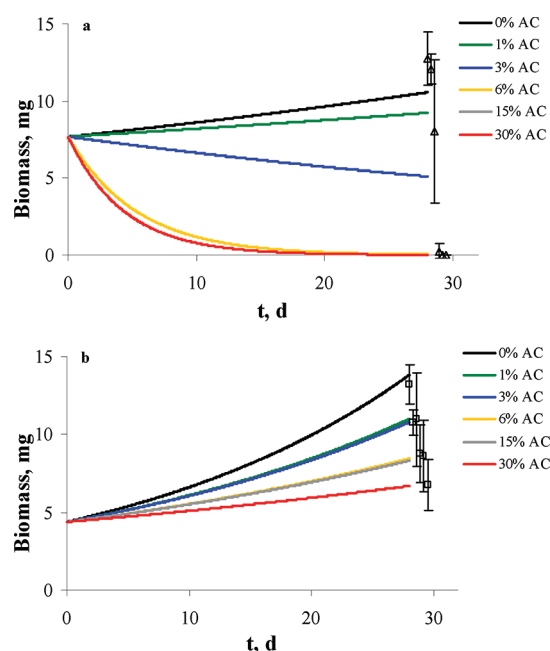 a
15
10
5
0
Biomass, mg
0
10
20
30
t, d
0% AC
1% AC
3% AC
6% AC
15% AC
30% AC
b
15
10
5
0
Biomass, mg
0
10
20
30
t, d
0% AC
1% AC
3% AC
6% AC
15% AC
30% AC